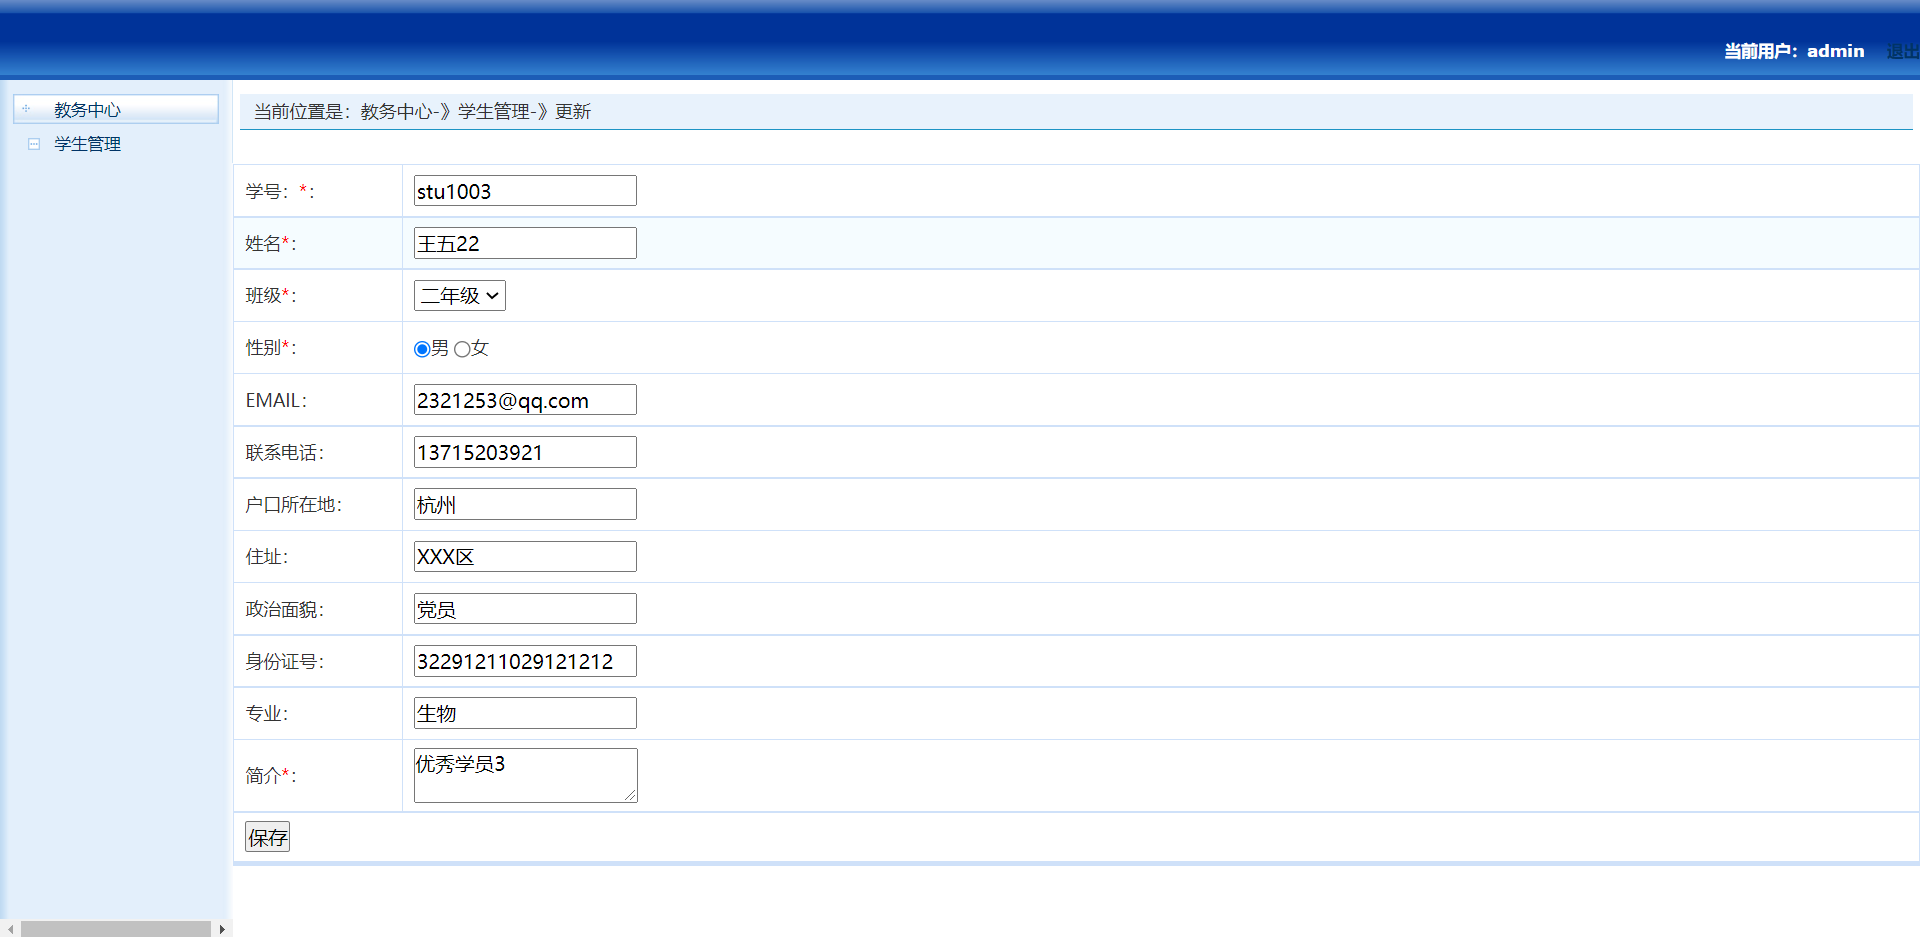 当前用户：admin 退出
教务中心
学生管理
当前位置是：教务中心-》学生管理-》更新
学号：*： stu1003
姓名*： 王五22
班级*： 二年级
性别*： 男 女
EMAIL： 2321253@qq.com
联系电话： 13715203921
户口所在地： 杭州
住址： XXX区
政治面貌： 党员
身份证号： 32291211029121212
专业： 生物
简介*： 优秀学员3
保存